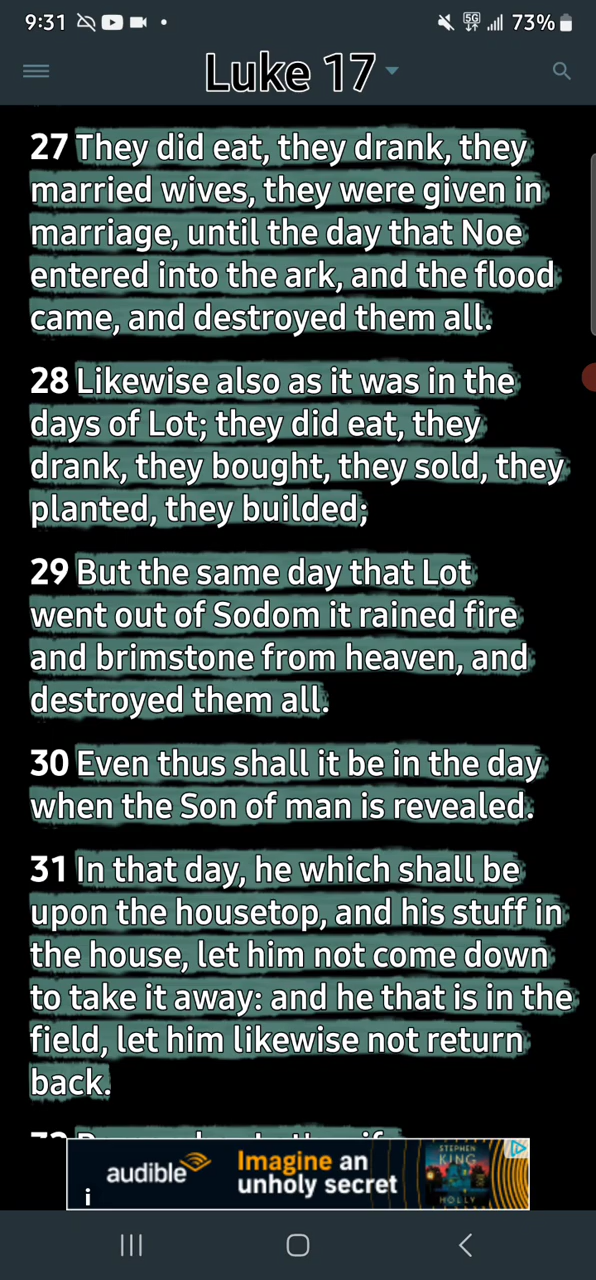 9:31 73%
Luke 17
27 They did eat, they drank, they
married wives, they were given in
marriage, until the day that Noe
entered into the ark, and the flood
came, and destroyed them all.
28 Likewise also as it was in the
days of Lot; they did eat, they
drank, they bought, they sold, they
planted, they builded;
29 But the same day that Lot
went out of Sodom it rained fire
and brimstone from heaven, and
destroyed them all.
30 Even thus shall it be in the day
when the Son of man is revealed.
31 In that day, he which shall be
upon the housetop, and his stuff in
the house, let him not come down
to take it away: and he that is in the
field, let him likewise not return
back.
audible
Imagine an
unholy secret
STEPHEN
KING
HOLLY